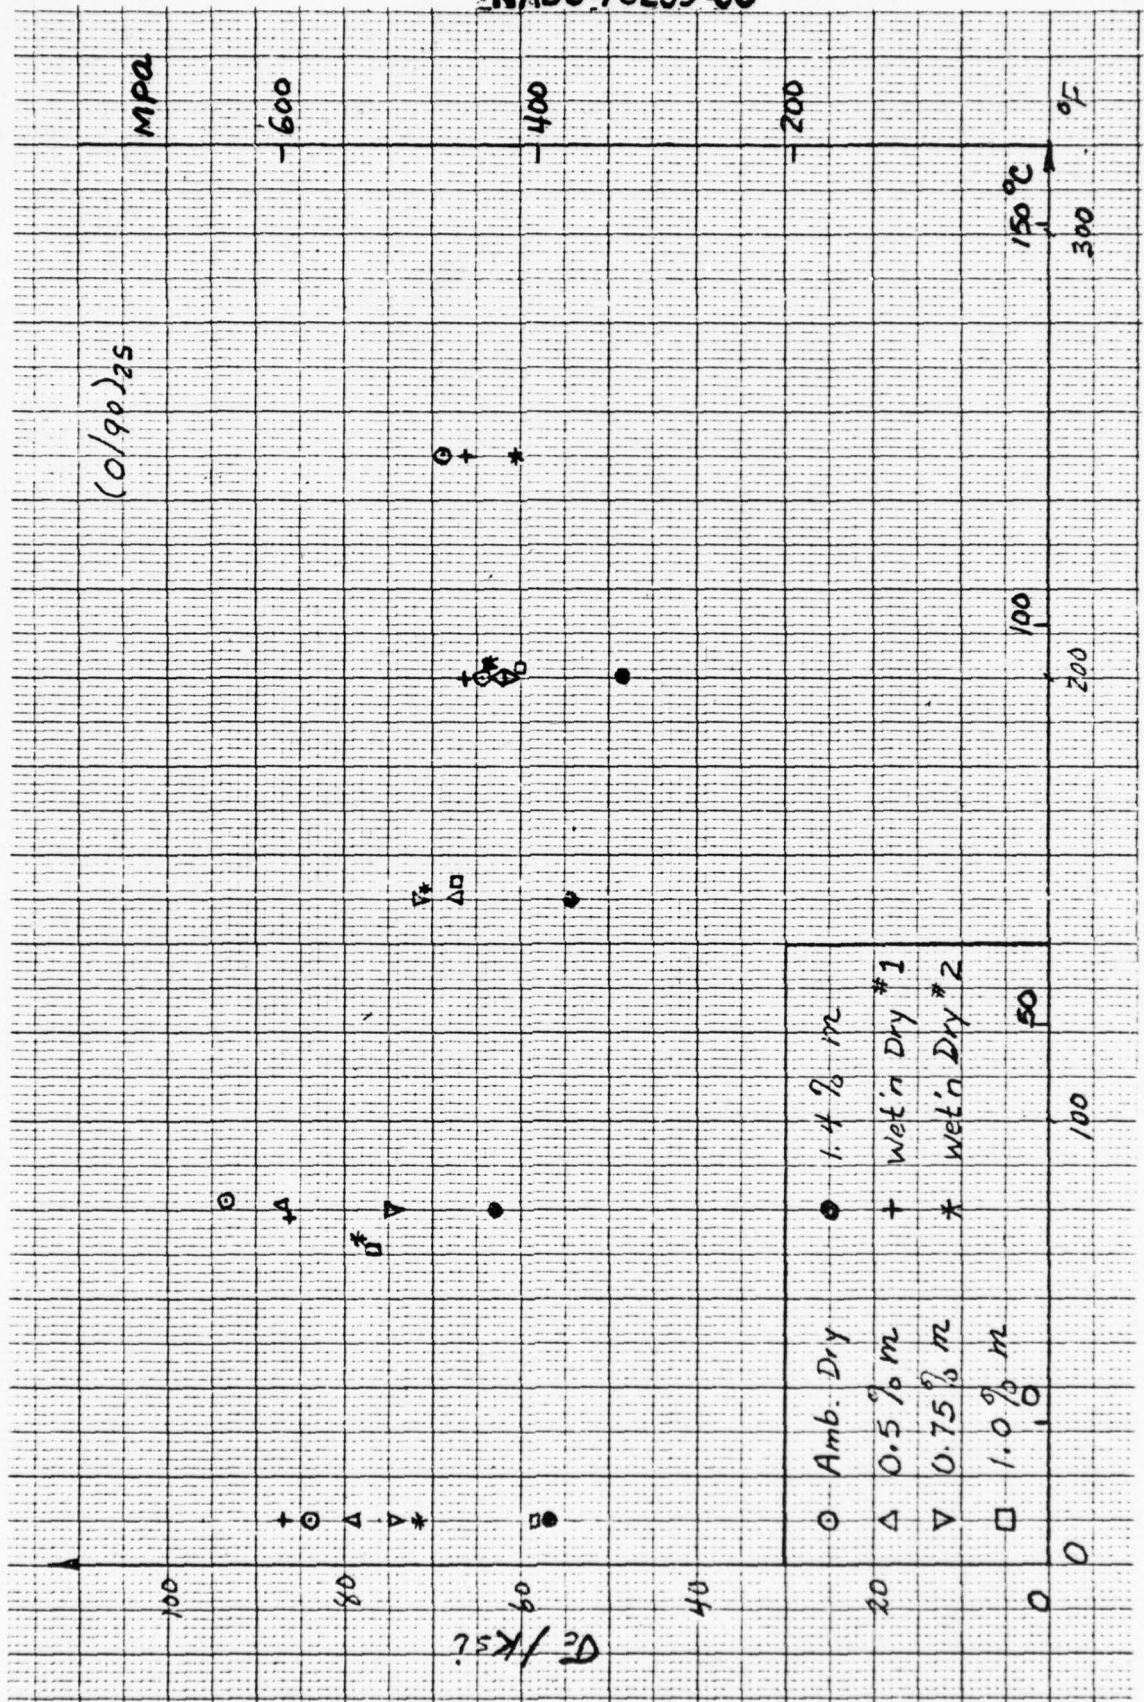 MPa
(0/90)2S
σc/Ksi
100
80
60
40
20
0
-600
-400
-200
0
100
200
300
°F
0
50
100
150 °C
⊙ Amb. Dry
△ 0.5 % m
▽ 0.75 % m
□ 1.0 % m
● 1.4 % m
+ Wet'n Dry #1
* Wet'n Dry #2